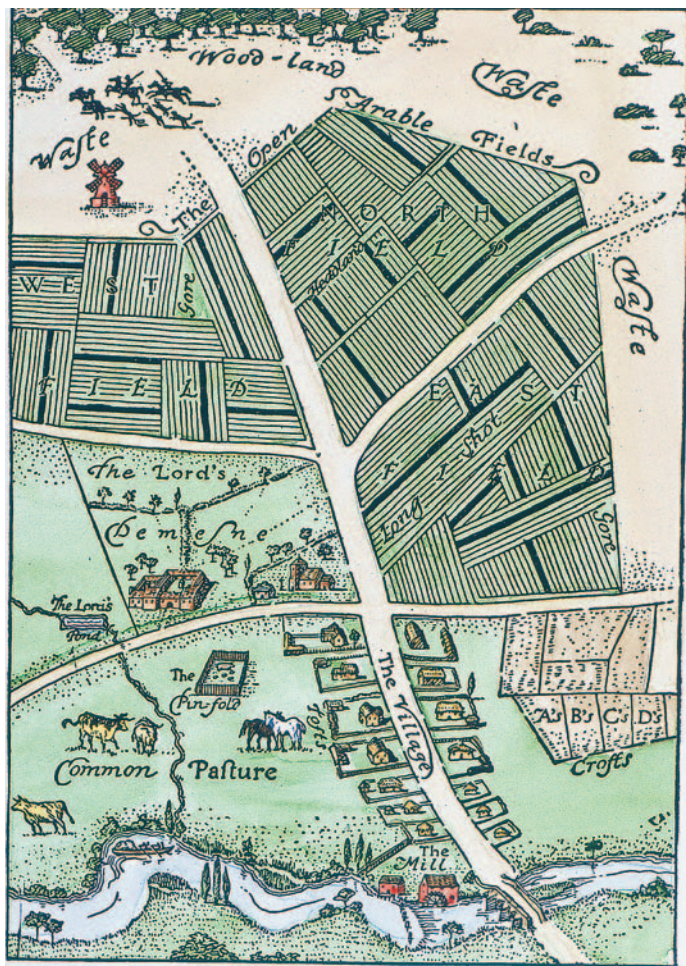 Wood-land
Waſte
Waſte
The Open Arable Fields
NORTH
FIELD
Headland
WEST
Gore
FIELD
Waſte
EAST
Long Shot
FIELD
Gore
The Lord's
Demeſne
The Lord's
Pond
The
Pin-fold
Tofts
The Village
A's B's C's D's
Crofts
Common Paſture
The
Mill